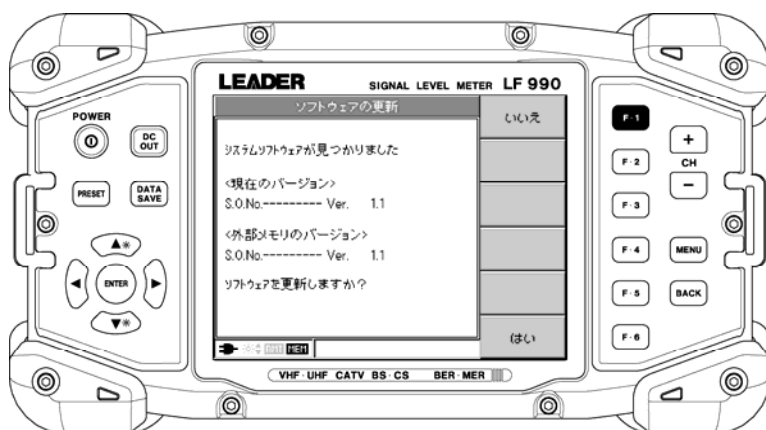 LEADER
SIGNAL LEVEL METER LF 990
POWER
DC OUT
PRESET
DATA SAVE
ENTER
ソフトウェアの更新
システムソフトウェアが見つかりました
<現在のバージョン>
S.O.No.--------- Ver. 1.1
<外部メモリのバージョン>
S.O.No.--------- Ver. 1.1
ソフトウェアを更新しますか?
MEM
いいえ
はい
F・1
F・2
F・3
F・4
F・5
F・6
+
CH
−
MENU
BACK
VHF・UHF CATV BS・CS BER・MER